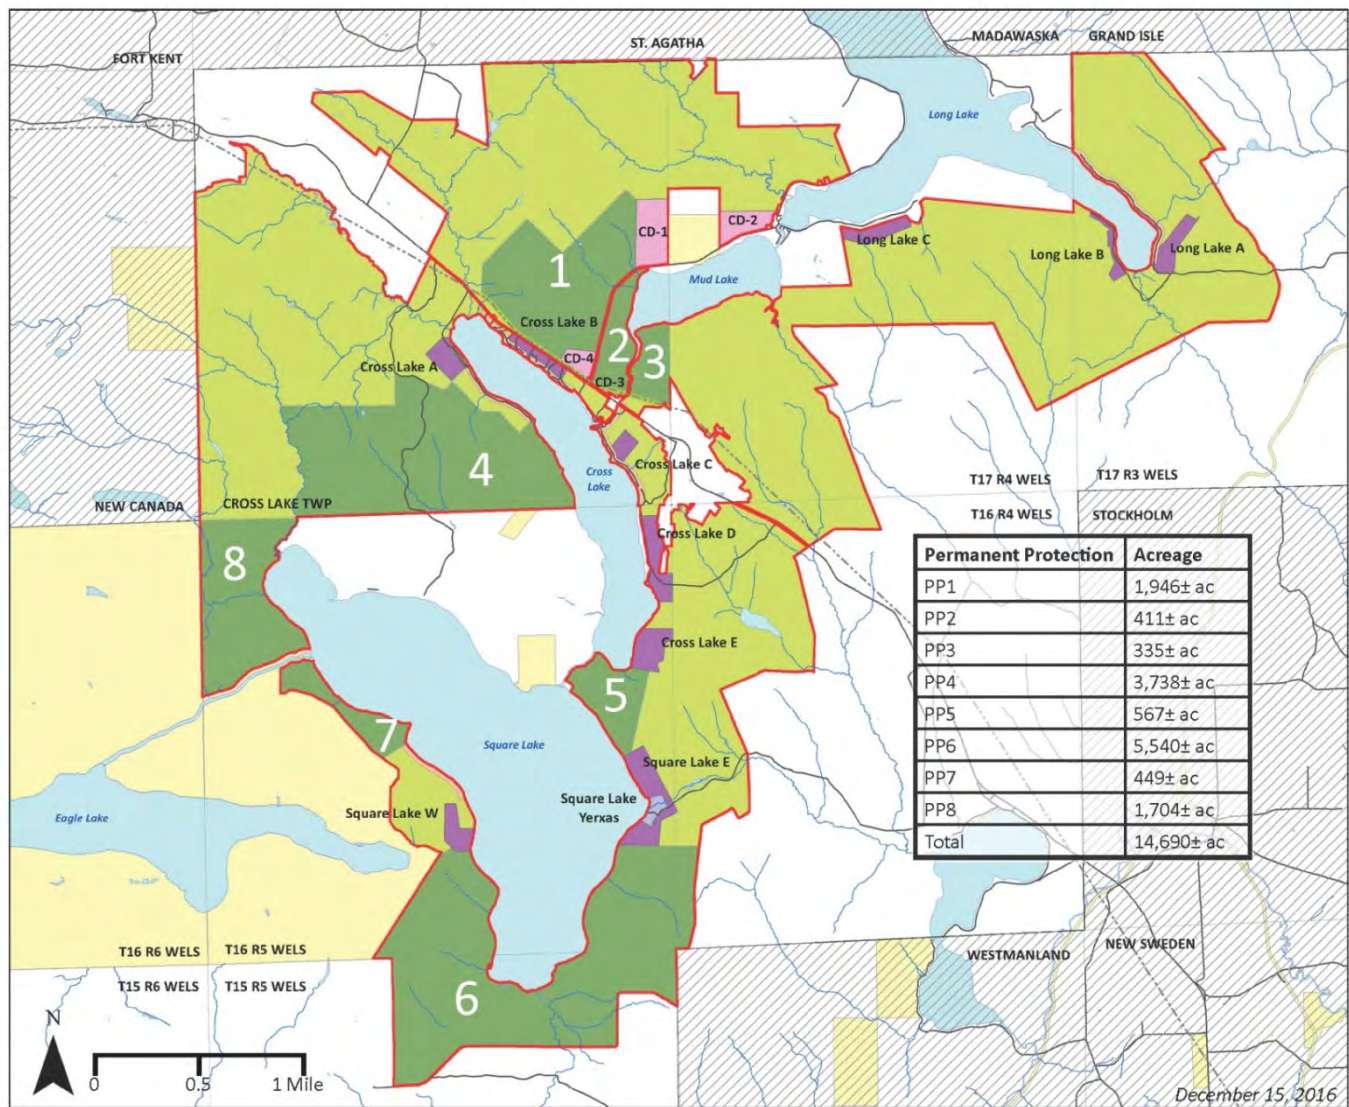 ST. AGATHA
MADAWASKA
GRAND ISLE
FORT KENT
Long Lake
CD-1
CD-2
Long Lake C
Long Lake B
Long Lake A
1
Mud Lake
Cross Lake B
2
3
CD-4
Cross Lake A
CD-3
4
Cross
Lake
Cross Lake C
T17 R4 WELS
T17 R3 WELS
NEW CANADA
CROSS LAKE TWP
T16 R4 WELS
STOCKHOLM
Cross Lake D
8
Permanent Protection Acreage
PP1 1,946± ac
PP2 411± ac
PP3 335± ac
PP4 3,738± ac
PP5 567± ac
PP6 5,540± ac
PP7 449± ac
PP8 1,704± ac
Total 14,690± ac
Cross Lake E
5
7
Square Lake
Square Lake E
Square Lake
Yerxas
Square Lake W
Eagle Lake
T16 R6 WELS
T16 R5 WELS
WESTMANLAND
NEW SWEDEN
T15 R6 WELS
T15 R5 WELS
6
N
0 0.5 1 Mile
December 15, 2016